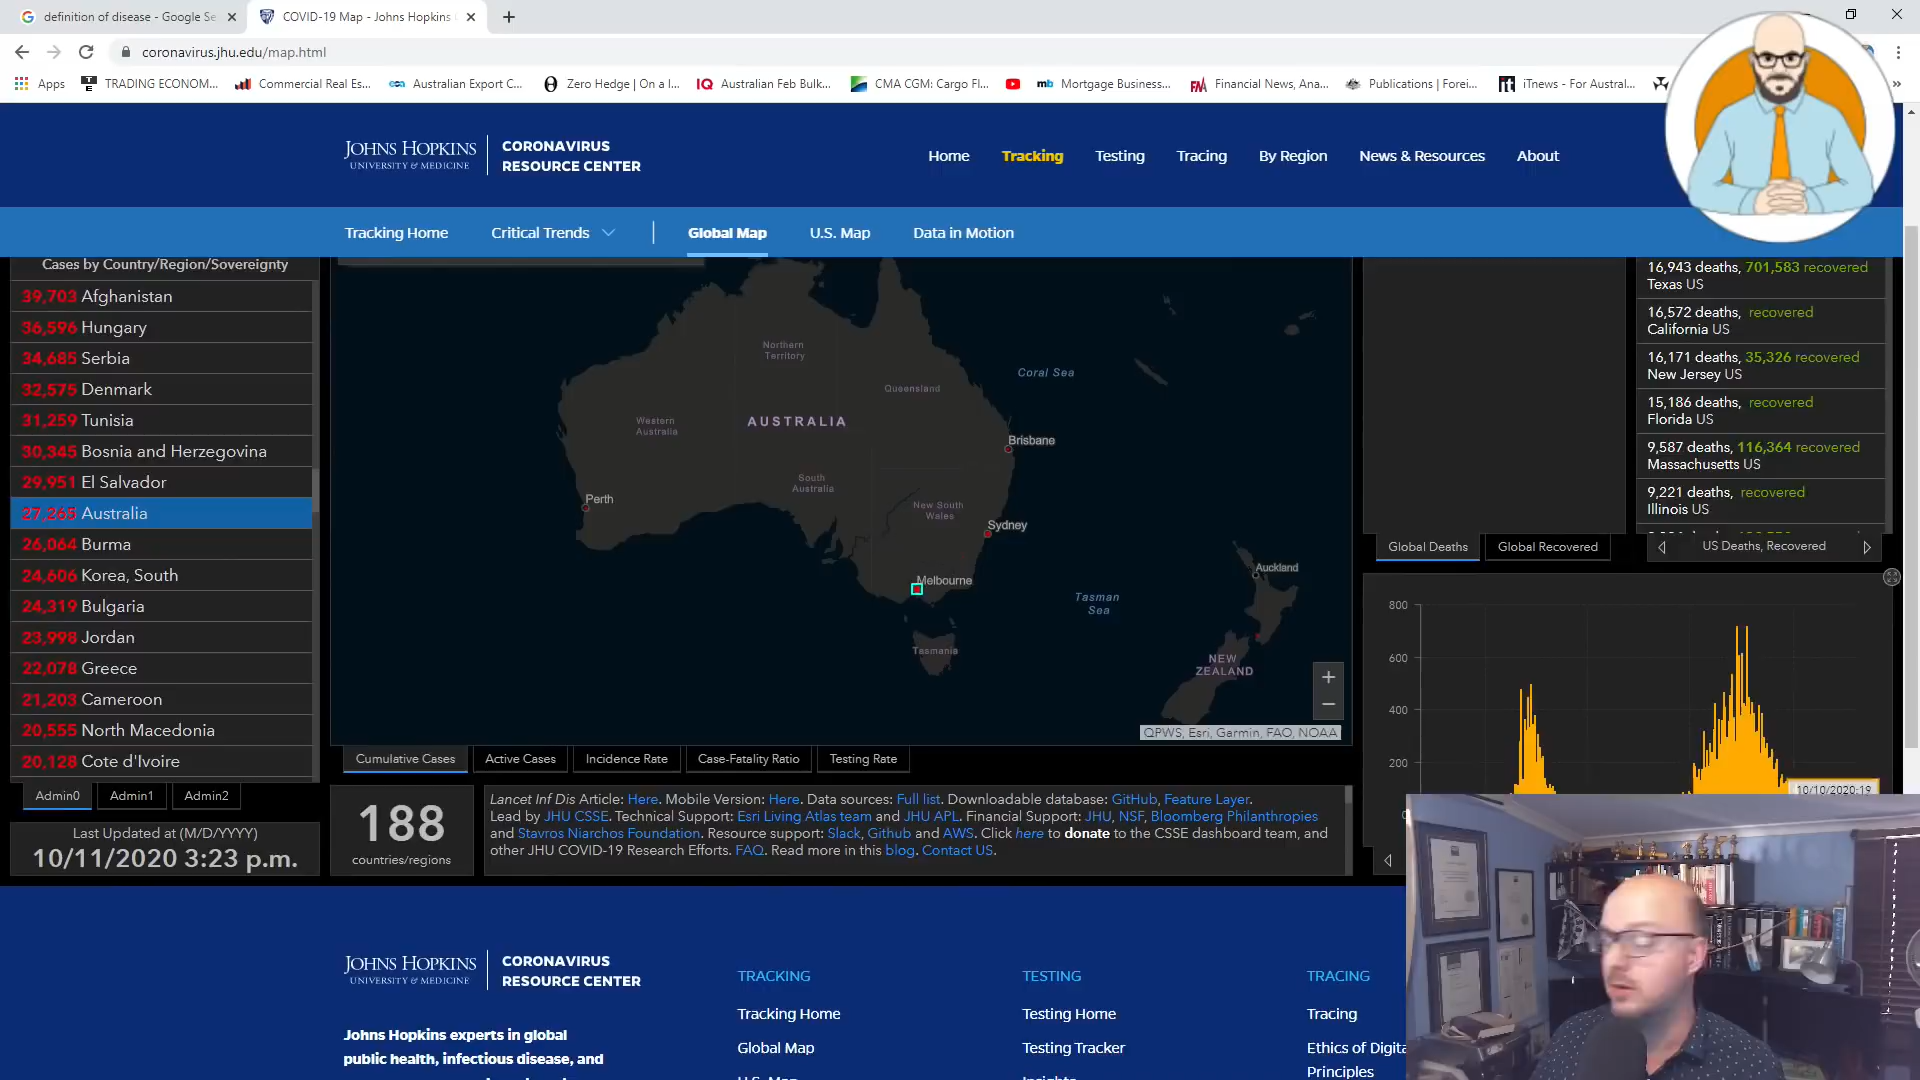 definition of disease - Google Se
COVID-19 Map - Johns Hopkins
coronavirus.jhu.edu/map.html
Apps
TRADING ECONOM...
Commercial Real Es...
Australian Export C...
Zero Hedge | On a l...
IQ Australian Feb Bulk...
CMA CGM: Cargo Fl...
mb Mortgage Business...
FM Financial News, Ana...
Publications | Forei...
iT iTnews - For Austral...
JOHNS HOPKINS
UNIVERSITY & MEDICINE
CORONAVIRUS
RESOURCE CENTER
Home
Tracking
Testing
Tracing
By Region
News & Resources
About
Tracking Home
Critical Trends
Global Map
U.S. Map
Data in Motion
Cases by Country/Region/Sovereignty
39,703 Afghanistan
36,596 Hungary
34,685 Serbia
32,575 Denmark
31,259 Tunisia
30,345 Bosnia and Herzegovina
29,951 El Salvador
27,265 Australia
26,064 Burma
24,606 Korea, South
24,319 Bulgaria
23,998 Jordan
22,078 Greece
21,203 Cameroon
20,555 North Macedonia
20,128 Cote d'Ivoire
Admin0
Admin1
Admin2
Last Updated at (M/D/YYYY)
10/11/2020 3:23 p.m.
Northern
Territory
Queensland
Coral Sea
AUSTRALIA
Western
Australia
Brisbane
South
Australia
Perth
New South
Wales
Sydney
Melbourne
Auckland
Tasman
Sea
Tasmania
NEW
ZEALAND
+
−
QPWS, Esri, Garmin, FAO, NOAA
Cumulative Cases
Active Cases
Incidence Rate
Case-Fatality Ratio
Testing Rate
188
countries/regions
Lancet Inf Dis Article: Here. Mobile Version: Here. Data sources: Full list. Downloadable database: GitHub, Feature Layer.
Lead by JHU CSSE. Technical Support: Esri Living Atlas team and JHU APL. Financial Support: JHU, NSF, Bloomberg Philanthropies
and Stavros Niarchos Foundation. Resource support: Slack, Github and AWS. Click here to donate to the CSSE dashboard team, and
other JHU COVID-19 Research Efforts. FAQ. Read more in this blog. Contact US.
Global Deaths
Global Recovered
16,943 deaths, 701,583 recovered
Texas US
16,572 deaths, recovered
California US
16,171 deaths, 35,326 recovered
New Jersey US
15,186 deaths, recovered
Florida US
9,587 deaths, 116,364 recovered
Massachusetts US
9,221 deaths, recovered
Illinois US
US Deaths, Recovered
800
600
400
200
10/10/2020:19
JOHNS HOPKINS
UNIVERSITY & MEDICINE
CORONAVIRUS
RESOURCE CENTER
Johns Hopkins experts in global
public health, infectious disease, and
TRACKING
Tracking Home
Global Map
U.S. Map
TESTING
Testing Home
Testing Tracker
Insights
TRACING
Tracing
Ethics of Digita
Principles